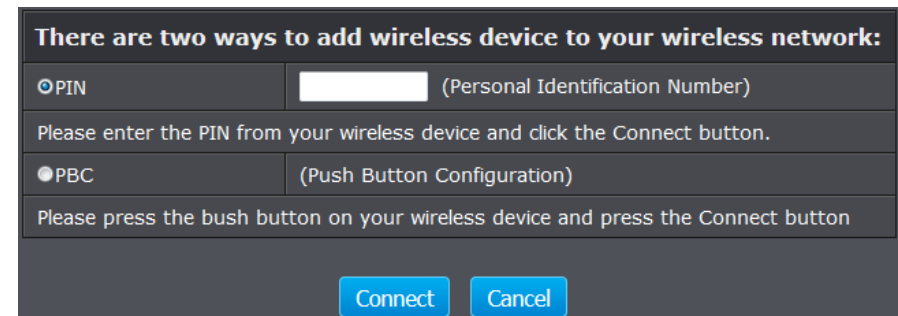 There are two ways to add wireless device to your wireless network:
PIN (Personal Identification Number)
Please enter the PIN from your wireless device and click the Connect button.
PBC (Push Button Configuration)
Please press the bush button on your wireless device and press the Connect button
Connect Cancel